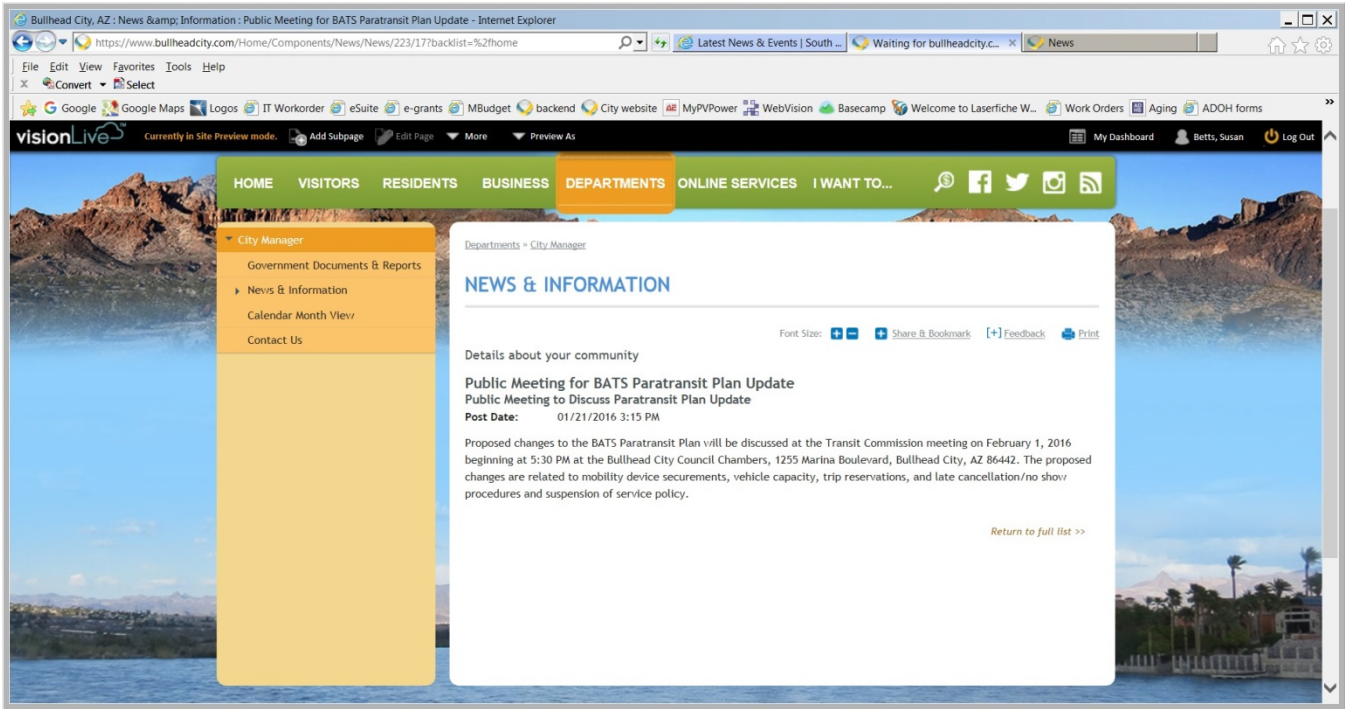 Bullhead City, AZ : News &amp; Information : Public Meeting for BATS Paratransit Plan Update - Internet Explorer
https://www.bullheadcity.com/Home/Components/News/News/223/17?backlist=%2fhome
Latest News & Events | South ...
Waiting for bullheadcity.c...
News
File Edit View Favorites Tools Help
x Convert Select
Google Google Maps Logos IT Workorder eSuite e-grants MBudget backend City website MyPVPower WebVision Basecamp Welcome to Laserfiche W... Work Orders Aging ADOH forms »
visionLive™ Currently in Site Preview mode. Add Subpage Edit Page More Preview As My Dashboard Betts, Susan Log Out
HOME VISITORS RESIDENTS BUSINESS DEPARTMENTS ONLINE SERVICES I WANT TO...
City Manager
Government Documents & Reports
News & Information
Calendar Month View
Contact Us
Departments » City Manager
NEWS & INFORMATION
Font Size: Share & Bookmark [+] Feedback Print
Details about your community
Public Meeting for BATS Paratransit Plan Update
Public Meeting to Discuss Paratransit Plan Update
Post Date: 01/21/2016 3:15 PM
Proposed changes to the BATS Paratransit Plan will be discussed at the Transit Commission meeting on February 1, 2016
beginning at 5:30 PM at the Bullhead City Council Chambers, 1255 Marina Boulevard, Bullhead City, AZ 86442. The proposed
changes are related to mobility device securements, vehicle capacity, trip reservations, and late cancellation/no show
procedures and suspension of service policy.
Return to full list >>